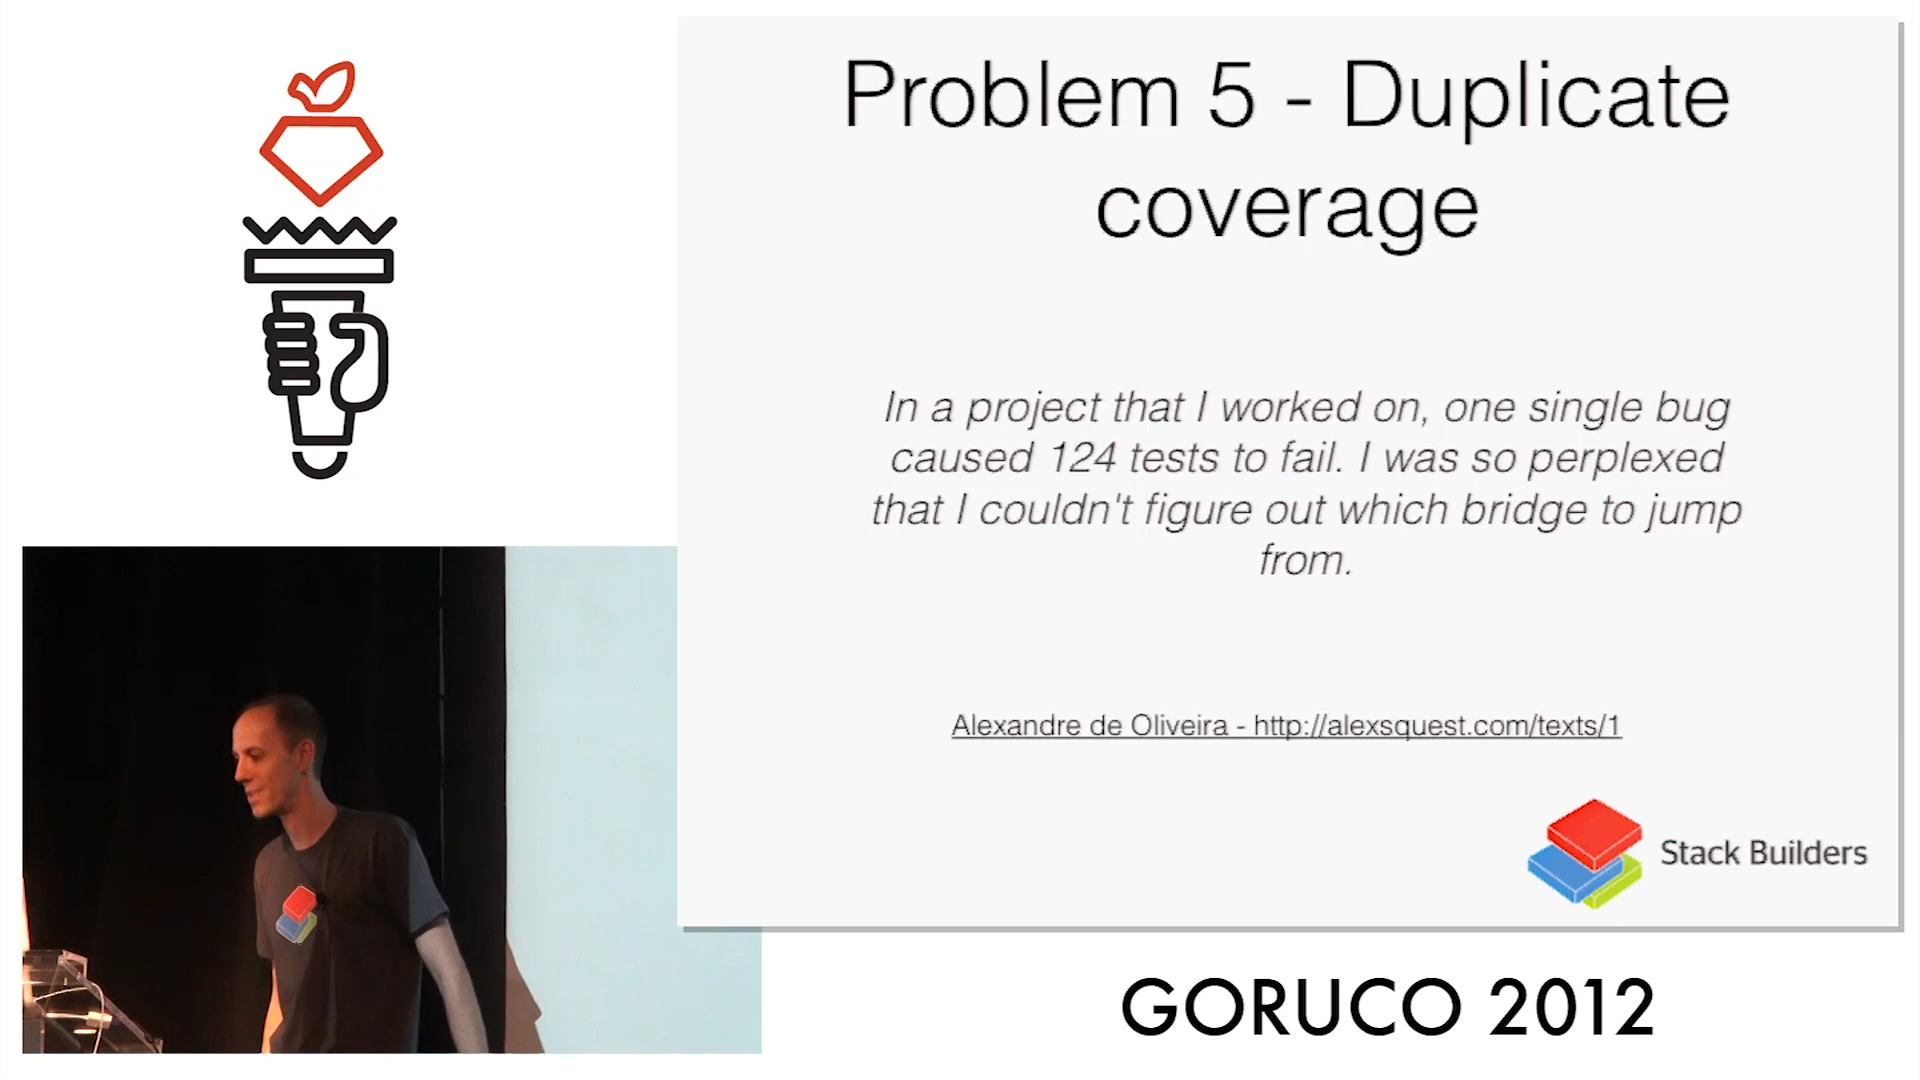 Problem 5 - Duplicate
coverage
In a project that I worked on, one single bug
caused 124 tests to fail. I was so perplexed
that I couldn't figure out which bridge to jump
from.
Alexandre de Oliveira - http://alexsquest.com/texts/1
Stack Builders
GORUCO 2012